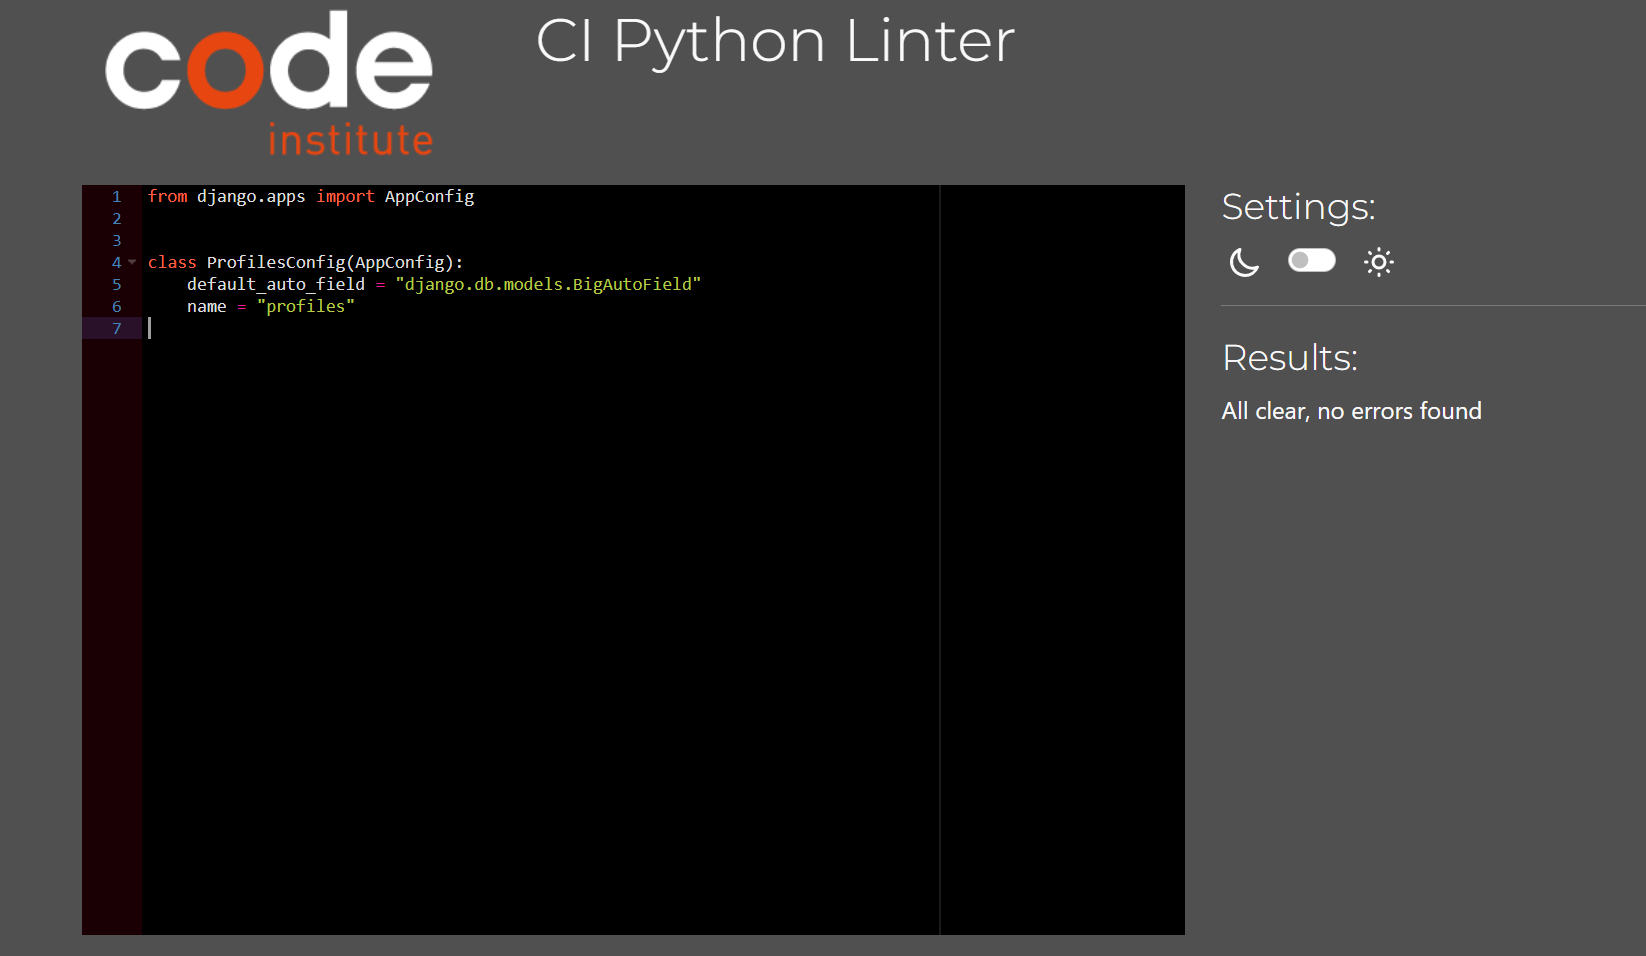 code
institute
CI Python Linter
1 from django.apps import AppConfig
2
3
4 class ProfilesConfig(AppConfig):
5     default_auto_field = "django.db.models.BigAutoField"
6     name = "profiles"
7
Settings:
Results:
All clear, no errors found